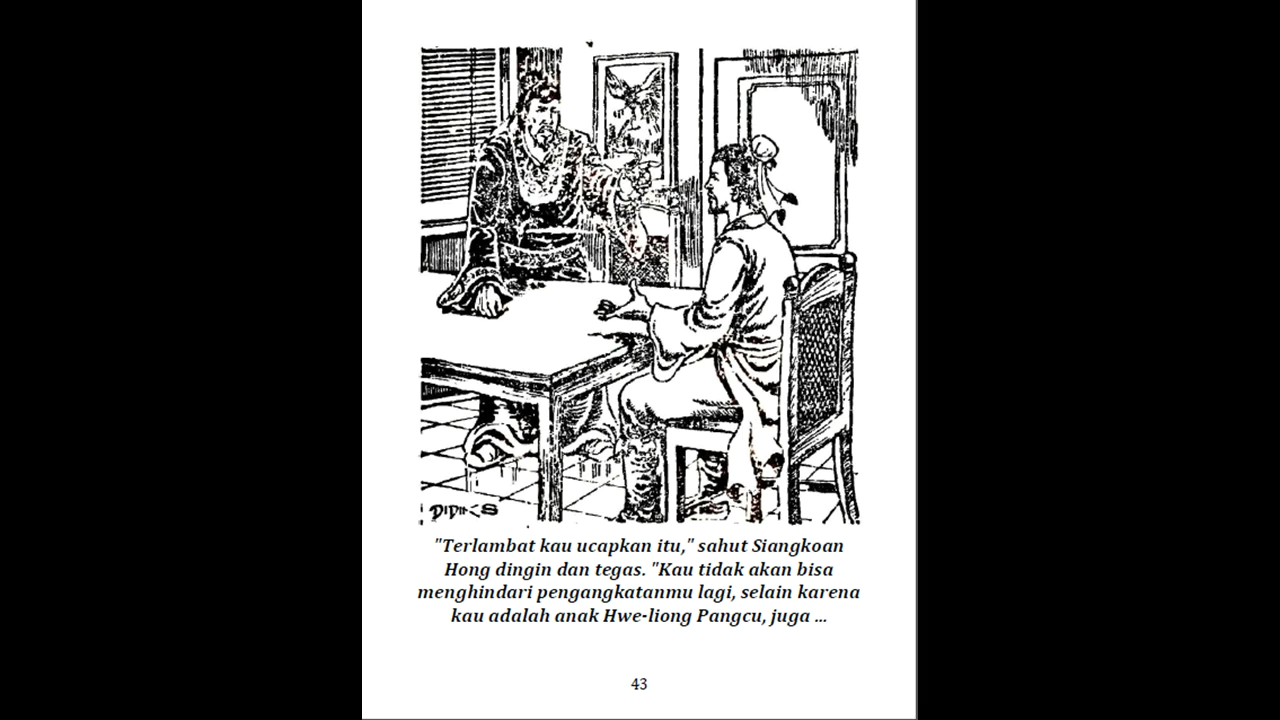 DIDIKS
"Terlambat kau ucapkan itu," sahut Siangkoan
Hong dingin dan tegas. "Kau tidak akan bisa
menghindari pengangkatanmu lagi, selain karena
kau adalah anak Hwe-liong Pangcu, juga ...
43